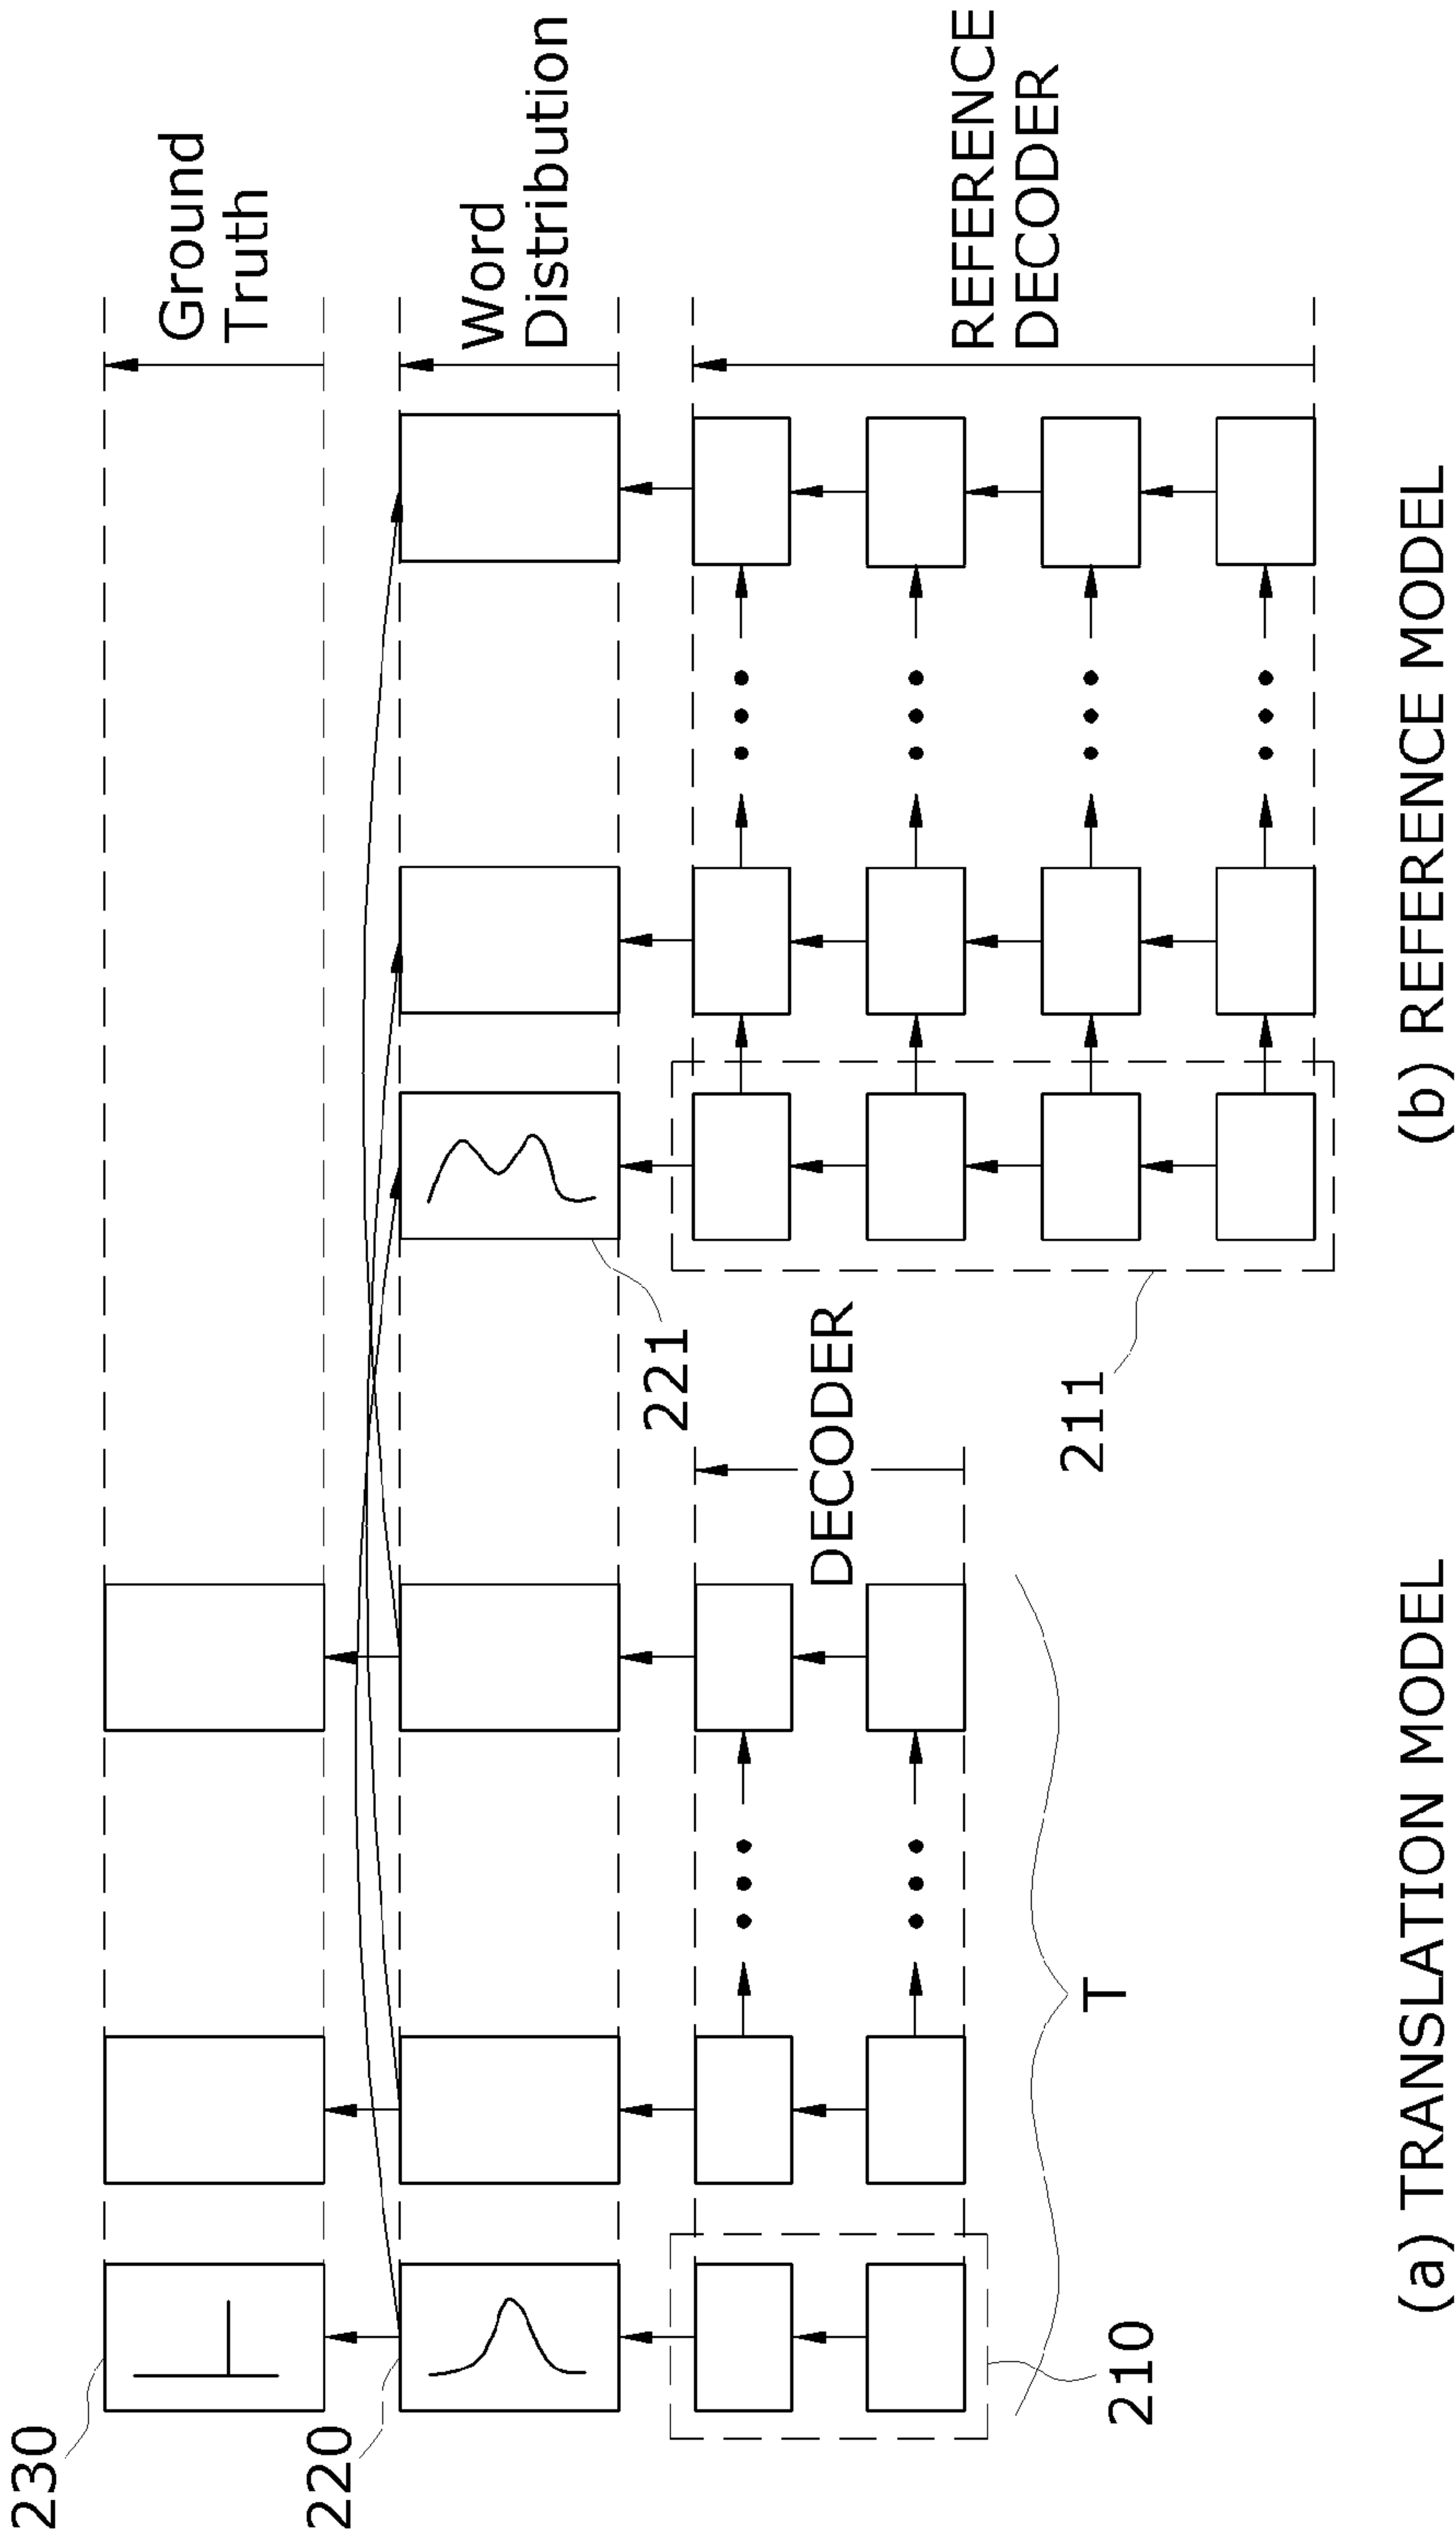 230
Ground
Truth
220
Word
Distribution
221
DECODER
REFERENCE
DECODER
210
T
211
(a) TRANSLATION MODEL
(b) REFERENCE MODEL